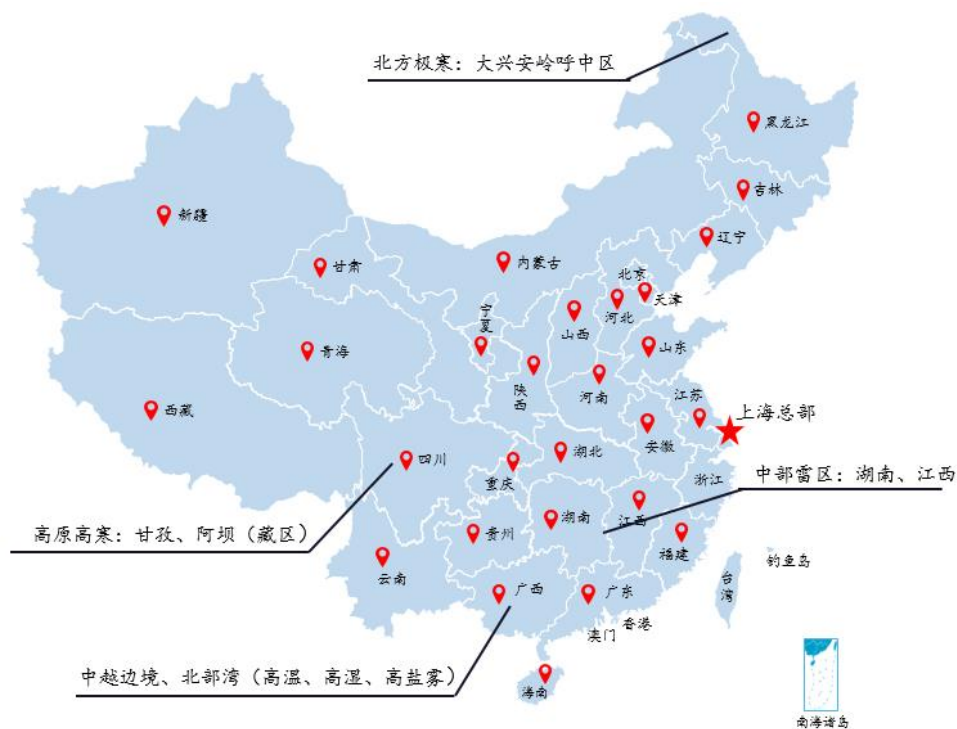 北方极寒：大兴安岭呼中区
黑龙江
吉林
新疆
辽宁
内蒙古
甘肃
北京
天津
河北
宁夏
山西
山东
青海
陕西
河南
江苏
西藏
上海总部
安徽
湖北
四川
重庆
浙江
中部雷区：湖南、江西
湖南
江西
高原高寒：甘孜、阿坝（藏区）
贵州
福建
钓鱼岛
云南
台湾
广西
广东
香港
澳门
中越边境、北部湾（高温、高湿、高盐雾）
海南
南海诸岛